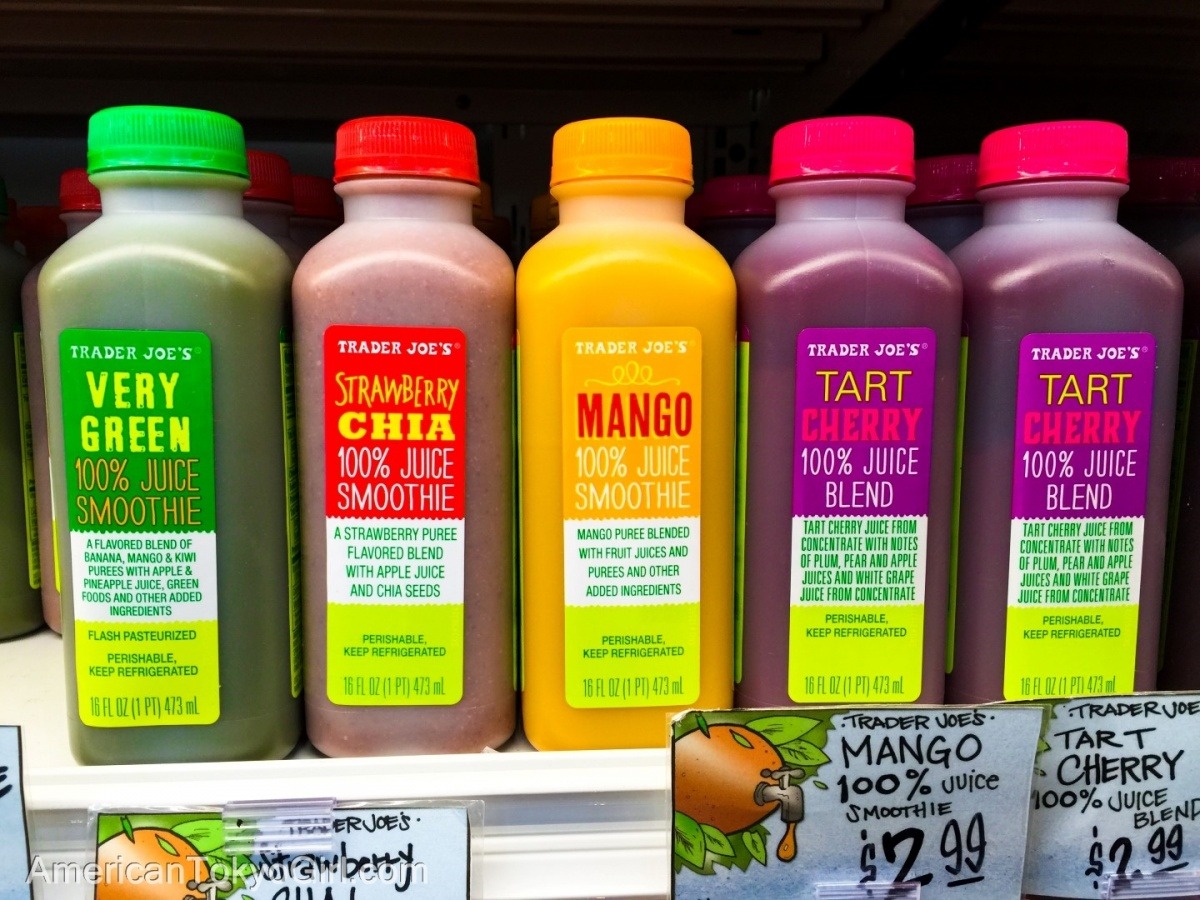 TRADER JOE'S®
VERY
GREEN
100% JUICE
SMOOTHIE
A FLAVORED BLEND OF
BANANA, MANGO & KIWI
PUREES WITH APPLE &
PINEAPPLE JUICE, GREEN
FOODS AND OTHER ADDED
INGREDIENTS
FLASH PASTEURIZED
PERISHABLE,
KEEP REFRIGERATED
16 FL OZ (1 PT) 473 mL
TRADER JOE'S®
STRAWBERRY
CHIA
100% JUICE
SMOOTHIE
A STRAWBERRY PUREE
FLAVORED BLEND
WITH APPLE JUICE
AND CHIA SEEDS
PERISHABLE,
KEEP REFRIGERATED
16 FL OZ (1 PT) 473 mL
TRADER JOE'S®
MANGO
100% JUICE
SMOOTHIE
MANGO PUREE BLENDED
WITH FRUIT JUICES AND
PUREES AND OTHER
ADDED INGREDIENTS
PERISHABLE,
KEEP REFRIGERATED
16 FL OZ (1 PT) 473 mL
TRADER JOE'S®
TART
CHERRY
100% JUICE
BLEND
TART CHERRY JUICE FROM
CONCENTRATE WITH NOTES
OF PLUM, PEAR AND APPLE
JUICES AND WHITE GRAPE
JUICE FROM CONCENTRATE
PERISHABLE,
KEEP REFRIGERATED
16 FL OZ (1 PT) 473 mL
TRADER JOE'S®
TART
CHERRY
100% JUICE
BLEND
TART CHERRY JUICE FROM
CONCENTRATE WITH NOTES
OF PLUM, PEAR AND APPLE
JUICES AND WHITE GRAPE
JUICE FROM CONCENTRATE
PERISHABLE,
KEEP REFRIGERATED
16 FL OZ (1 PT) 473 mL
·TRADER JOE'S·
Strawberry
·TRADER JOE'S·
MANGO
100% Juice
SMOOTHIE
$2.99
·TRADER JOE
TART
CHERRY
100% JUICE
BLEND
$2.99
AmericanTokyoGirl.com